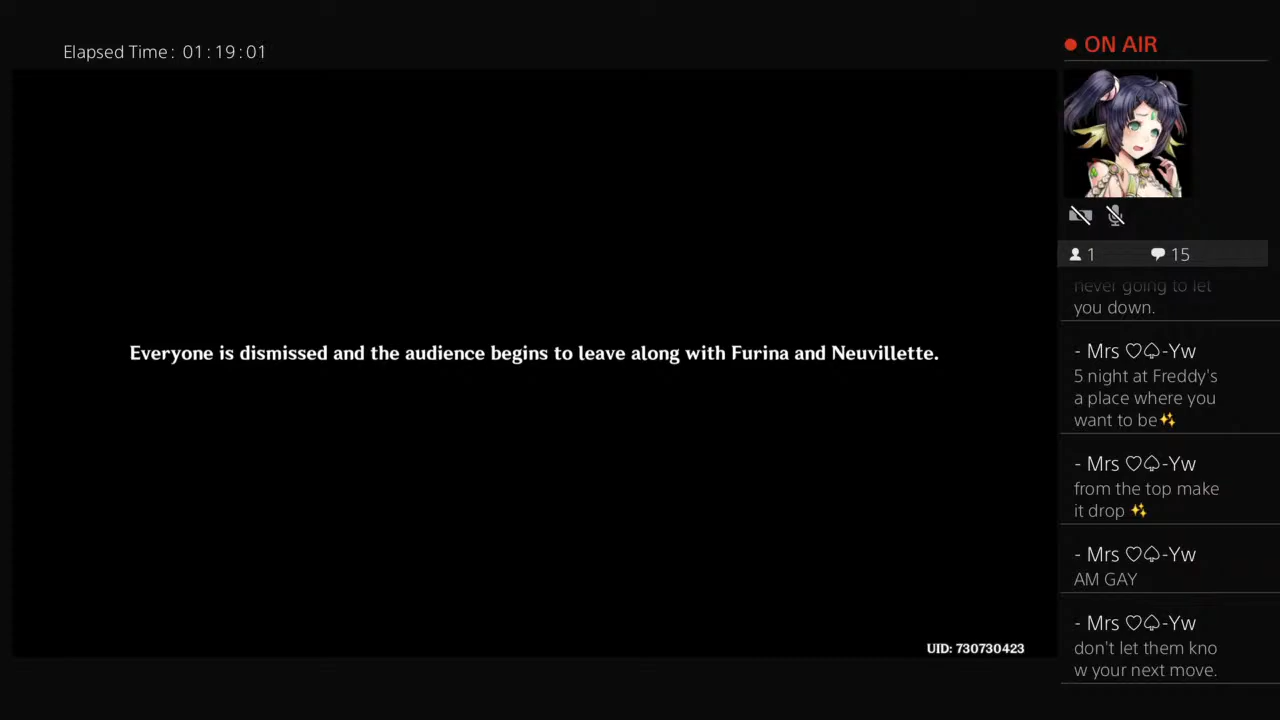 Elapsed Time: 01:19:01
ON AIR
1 15
never going to let
you down.
- Mrs ♡♤-Yw
5 night at Freddy's
a place where you
want to be✨
- Mrs ♡♤-Yw
from the top make
it drop ✨
- Mrs ♡♤-Yw
AM GAY
- Mrs ♡♤-Yw
don't let them kno
w your next move.
Everyone is dismissed and the audience begins to leave along with Furina and Neuvillette.
UID: 730730423